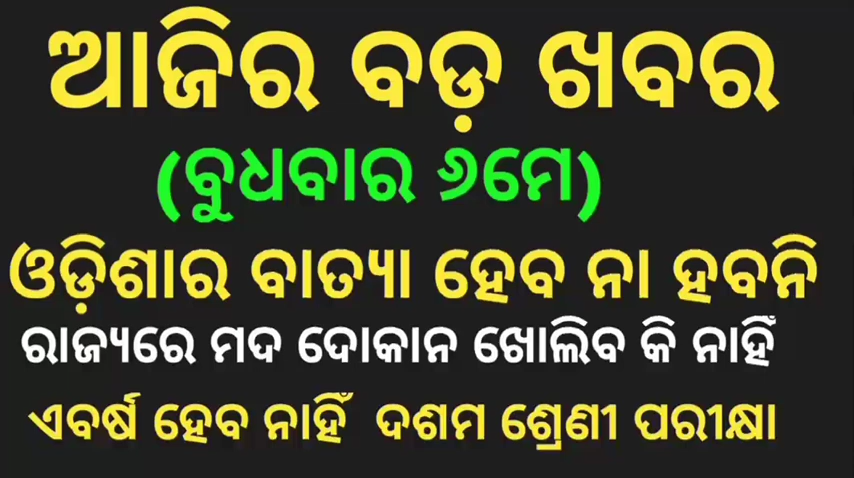 ଆଜିର ବଡ଼ ଖବର
(ବୁଧବାର ୬ମେ)
ଓଡ଼ିଶାର ବାତ୍ୟା ହେବ ନା ହବନି
ରାଜ୍ୟରେ ମଦ ଦୋକାନ ଖୋଲିବ କି ନାହିଁ
ଏବର୍ଷ ହେବ ନାହିଁ ଦଶମ ଶ୍ରେଣୀ ପରୀକ୍ଷା